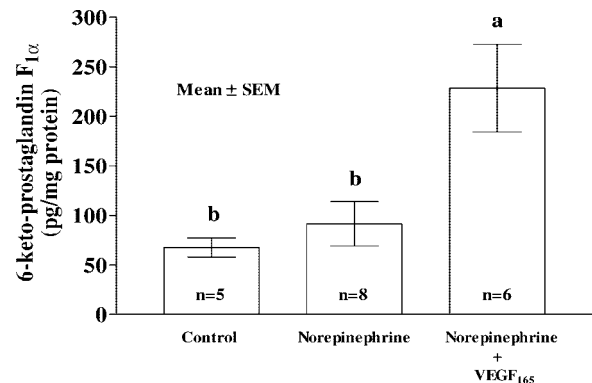 6-keto-prostaglandin F1α
(pg/mg protein)
300
250
200
150
100
50
0
Mean ± SEM
b
b
a
n=5
n=8
n=6
Control
Norepinephrine
Norepinephrine
+
VEGF165